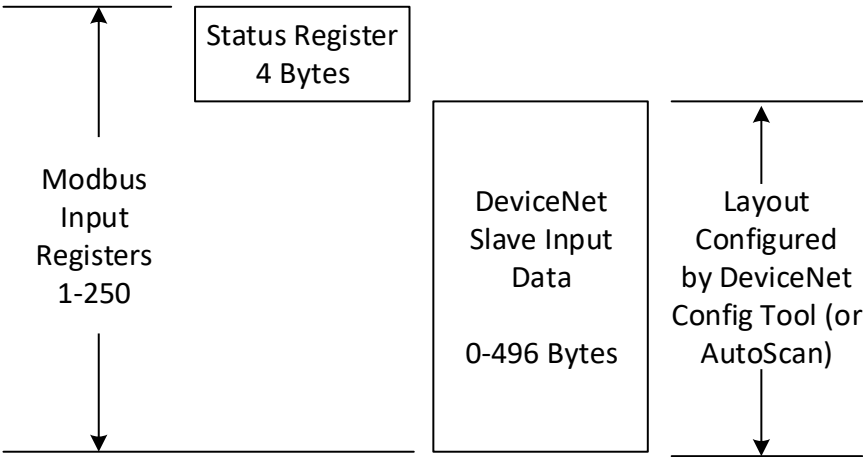 Status Register
4 Bytes
Modbus
Input
Registers
1-250
DeviceNet
Slave Input
Data
0-496 Bytes
Layout
Configured
by DeviceNet
Config Tool (or
AutoScan)